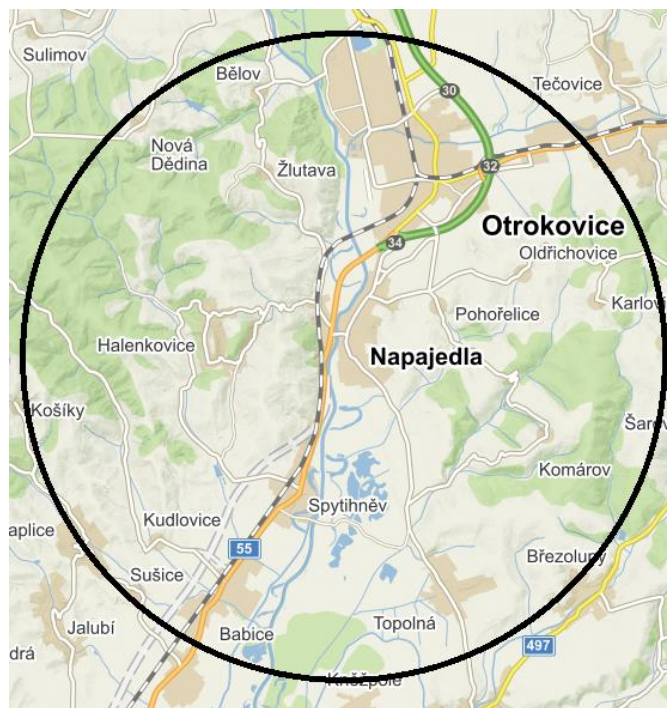 Sulimov
Bělov
30
Tečovice
Nová
Dědina
Žlutava
32
Otrokovice
34
Oldřichovice
Karlov
Pohořelice
Halenkovice
Napajedla
Košíky
Šarov
Komárov
Spytihněv
aplice
Kudlovice
55
Březolupy
Sušice
Topolná
Jalubí
Babice
497
drá
Kněžpole